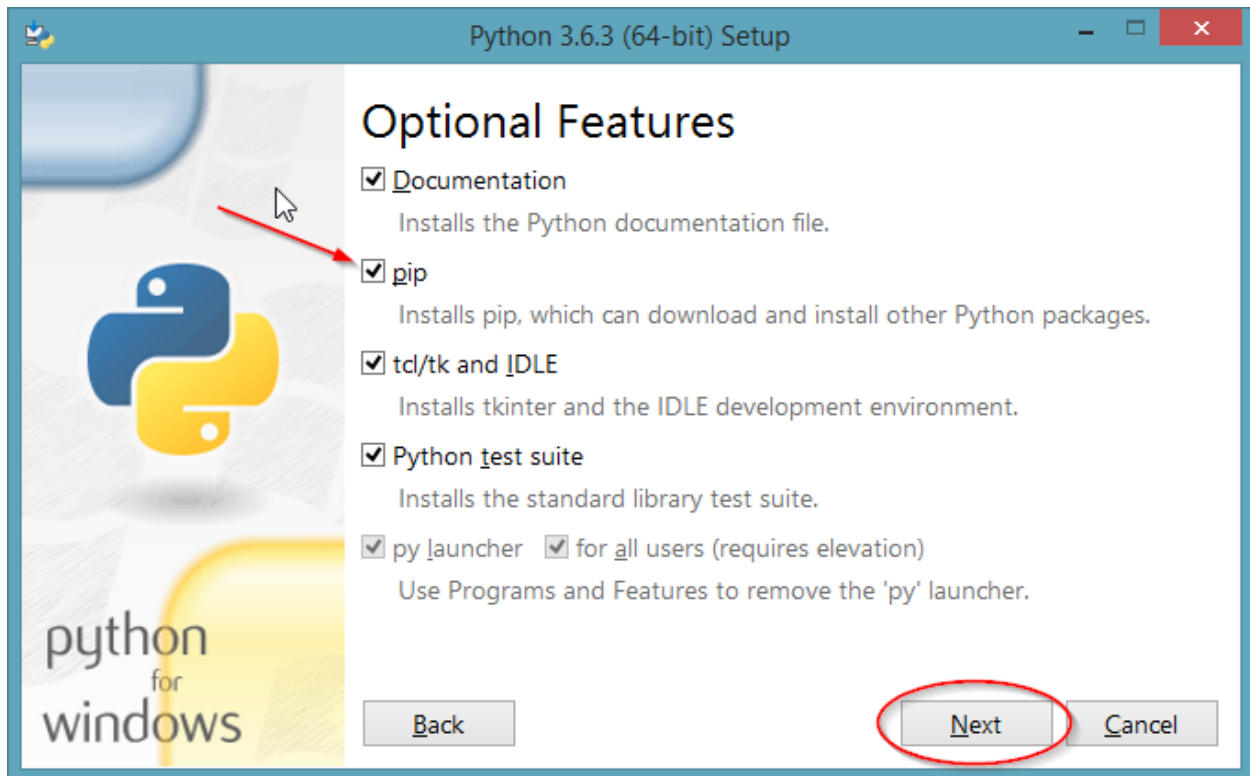 Python 3.6.3 (64-bit) Setup
Optional Features
Documentation
Installs the Python documentation file.
pip
Installs pip, which can download and install other Python packages.
tcl/tk and IDLE
Installs tkinter and the IDLE development environment.
Python test suite
Installs the standard library test suite.
py launcher for all users (requires elevation)
Use Programs and Features to remove the 'py' launcher.
python
for
windows
Back Next Cancel